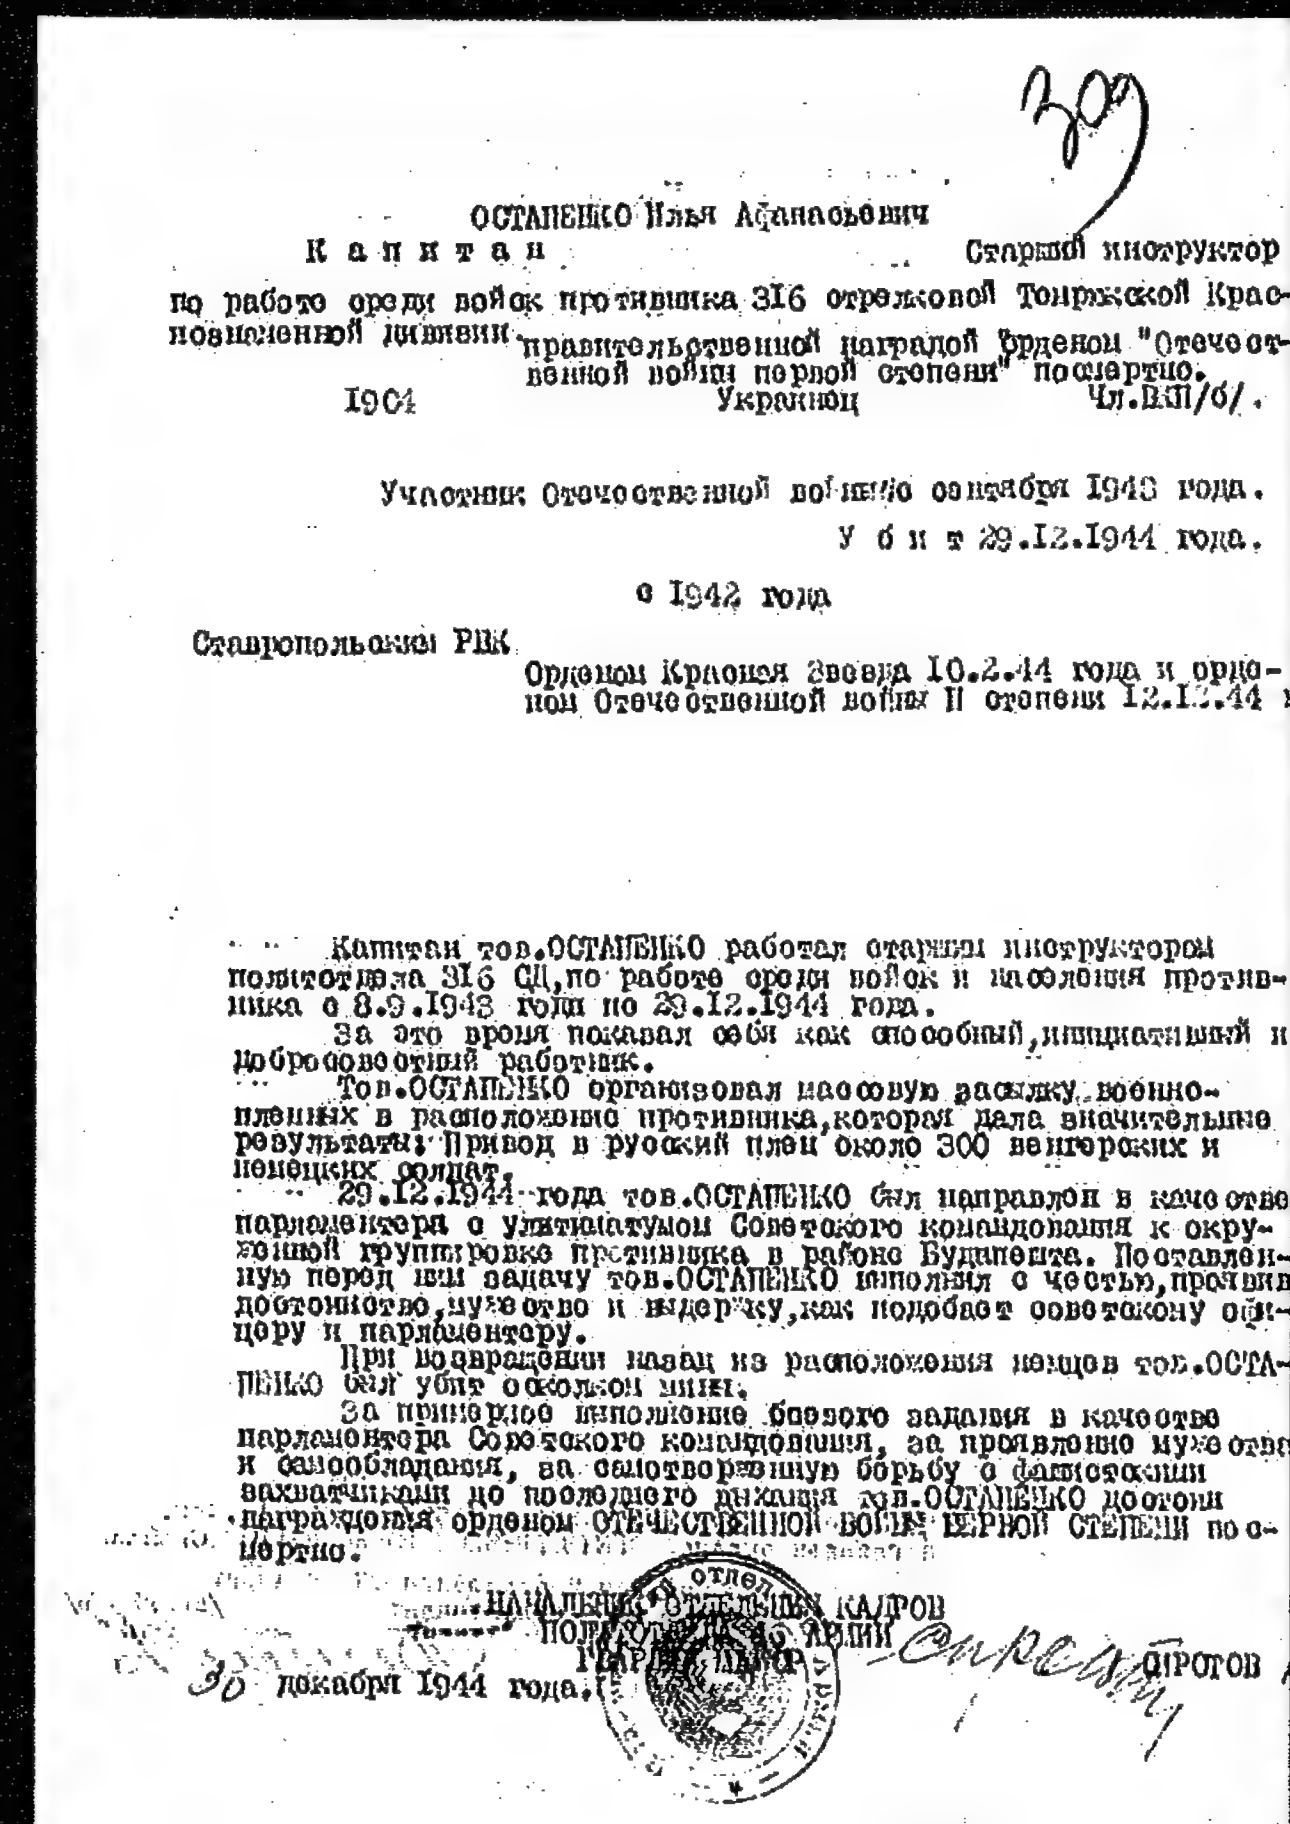 309
ОСТАПЕНКО Илья Афанасьевич
К а п и т а н Старший инструктор
по работе среди войск противника 316 стрелковой Темрюкской Крас-
нознаменной дивизии
правительственной наградой орденом "Отечест-
венной войны первой степени" посмертно.
1904 Украинец Чл.ВКП/б/.
Участник Отечественной войны с сентября 1943 года.
У б и т 29.12.1944 года.
с 1942 года
Ставропольским РВК
Орденом Красная Звезда 10.2.44 года и орде-
ном Отечественной войны II степени 12.12.44
Капитан тов.ОСТАПЕНКО работал старшим инструктором
политотдела 316 СД,по работе среди войск и населения против-
ника с 8.9.1943 года по 29.12.1944 года.
За это время показал себя как способный,инициативный и
добросовестный работник.
Тов.ОСТАПЕНКО организовал массовую засылку военно-
пленных в расположение противника,которая дала значительные
результаты: Привод в русский плен около 300 венгерских и
немецких солдат.
29.12.1944 года тов.ОСТАПЕНКО был направлен в качестве
парламентера с ультиматумом Советского командования к окру-
женной группировке противника в районе Будапешта. Поставлен-
ную перед ним задачу тов.ОСТАПЕНКО выполнил с честью,проявив
достоинство,мужество и выдержку,как подобает советскому офи-
церу и парламентеру.
При возвращении назад из расположения немцев тов.ОСТА-
ПЕНКО был убит осколком мины.
За примерное выполнение боевого задания в качестве
парламентера Советского командования, за проявление мужества
и самообладания, за самоотверженную борьбу с фашистскими
захватчиками до последнего дыхания тов.ОСТАПЕНКО достоин
награждения орденом ОТЕЧЕСТВЕННОЙ ВОЙНЫ ПЕРВОЙ СТЕПЕНИ пос-
мертно.
НАЧАЛЬНИК ОТДЕЛЕНИЯ КАДРОВ
ПОЛИТОТДЕЛА 46 АРМИИ
ГВАРДИИ МАЙОР СИРОТОВ
30 декабря 1944 года.